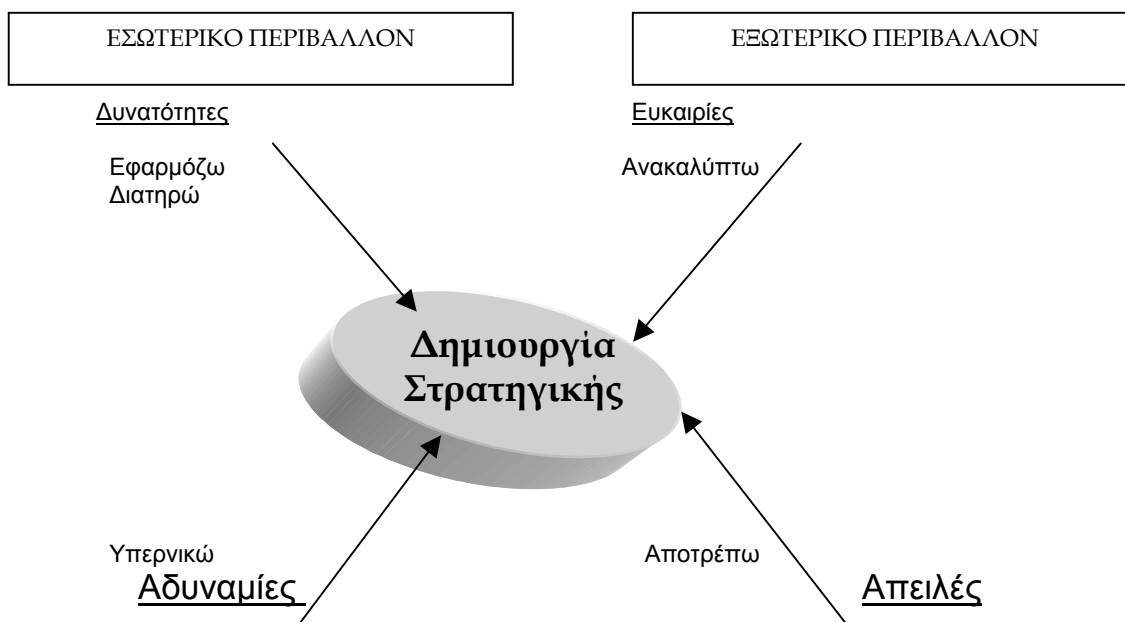 ΕΣΩΤΕΡΙΚΟ ΠΕΡΙΒΑΛΛΟΝ
ΕΞΩΤΕΡΙΚΟ ΠΕΡΙΒΑΛΛΟΝ
Δυνατότητες
Ευκαιρίες
Εφαρμόζω
Διατηρώ
Ανακαλύπτω
Δημιουργία
Στρατηγικής
Υπερνικώ
Αποτρέπω
Αδυναμίες
Απειλές